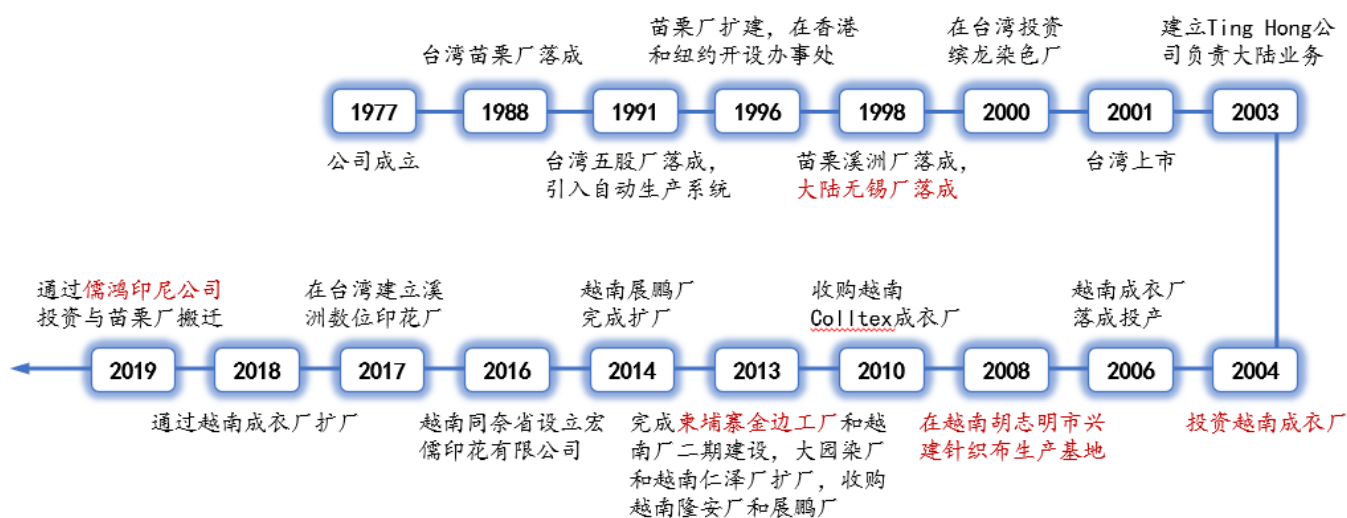 苗栗厂扩建，在香港
和纽约开设办事处
在台湾投资
缤龙染色厂
建立Ting Hong公
司负责大陆业务
台湾苗栗厂落成
1977
1988
1991
1996
1998
2000
2001
2003
公司成立
台湾五股厂落成，
引入自动生产系统
苗栗溪洲厂落成，
大陆无锡厂落成
台湾上市
通过儒鸿印尼公司
投资与苗栗厂搬迁
在台湾建立溪
洲数位印花厂
越南展鹏厂
完成扩厂
收购越南
Colltex成衣厂
越南成衣厂
落成投产
2019
2018
2017
2016
2014
2013
2010
2008
2006
2004
通过越南成衣厂扩厂
越南同奈省设立宏
儒印花有限公司
完成柬埔寨金边工厂和越
南厂二期建设，大园染厂
和越南仁泽厂扩厂，收购
越南隆安厂和展鹏厂
在越南胡志明市兴
建针织布生产基地
投资越南成衣厂